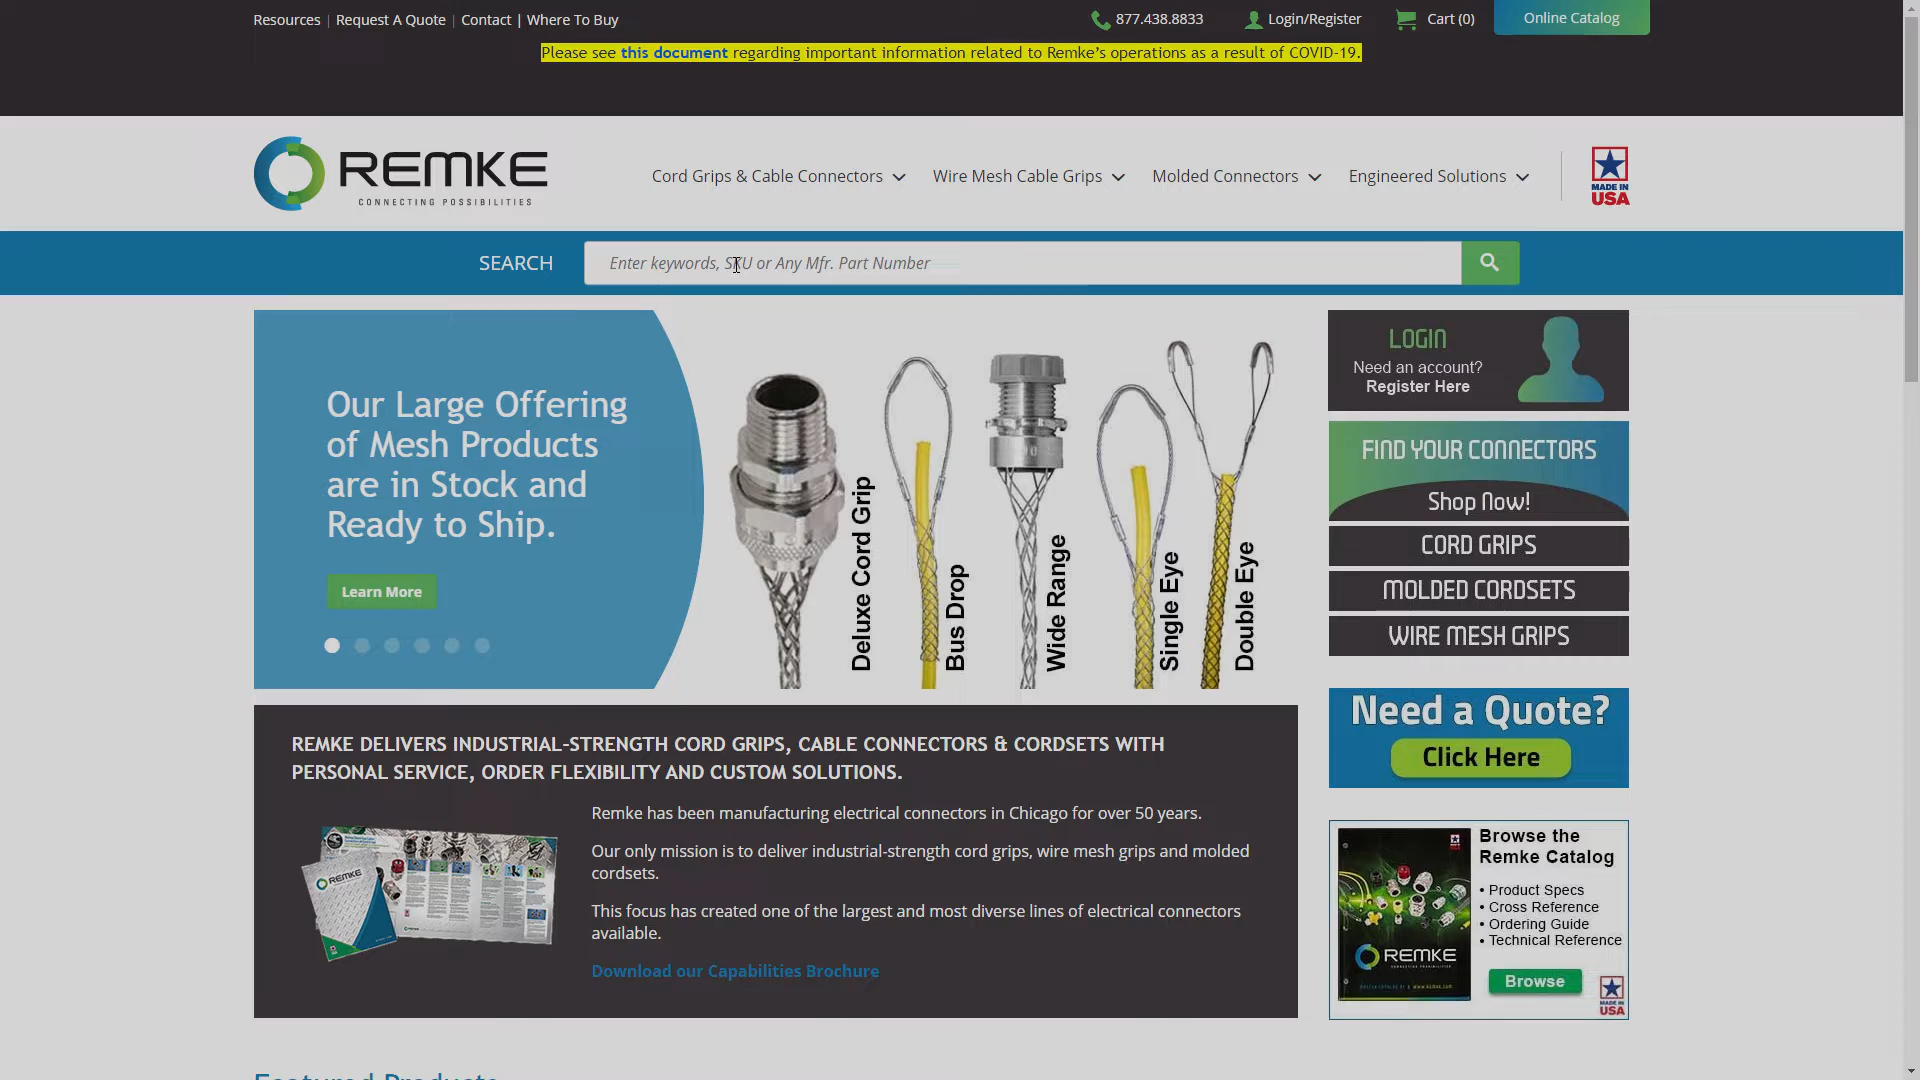 Resources | Request A Quote | Contact | Where To Buy
877.438.8833
Login/Register
Cart (0)
Online Catalog
Please see this document regarding important information related to Remke's operations as a result of COVID-19.
REMKE
CONNECTING POSSIBILITIES
Cord Grips & Cable Connectors
Wire Mesh Cable Grips
Molded Connectors
Engineered Solutions
MADE IN
USA
SEARCH
Enter keywords, SKU or Any Mfr. Part Number
Our Large Offering
of Mesh Products
are in Stock and
Ready to Ship.
Learn More
Deluxe Cord Grip
Bus Drop
Wide Range
Single Eye
Double Eye
LOGIN
Need an account?
Register Here
FIND YOUR CONNECTORS
Shop Now!
CORD GRIPS
MOLDED CORDSETS
WIRE MESH GRIPS
Need a Quote?
Click Here
REMKE DELIVERS INDUSTRIAL-STRENGTH CORD GRIPS, CABLE CONNECTORS & CORDSETS WITH
PERSONAL SERVICE, ORDER FLEXIBILITY AND CUSTOM SOLUTIONS.
REMKE
Remke has been manufacturing electrical connectors in Chicago for over 50 years.
Our only mission is to deliver industrial-strength cord grips, wire mesh grips and molded
cordsets.
This focus has created one of the largest and most diverse lines of electrical connectors
available.
Download our Capabilities Brochure
Browse the
Remke Catalog
• Product Specs
• Cross Reference
• Ordering Guide
• Technical Reference
REMKE
Browse
MADE IN
USA
Featured Products